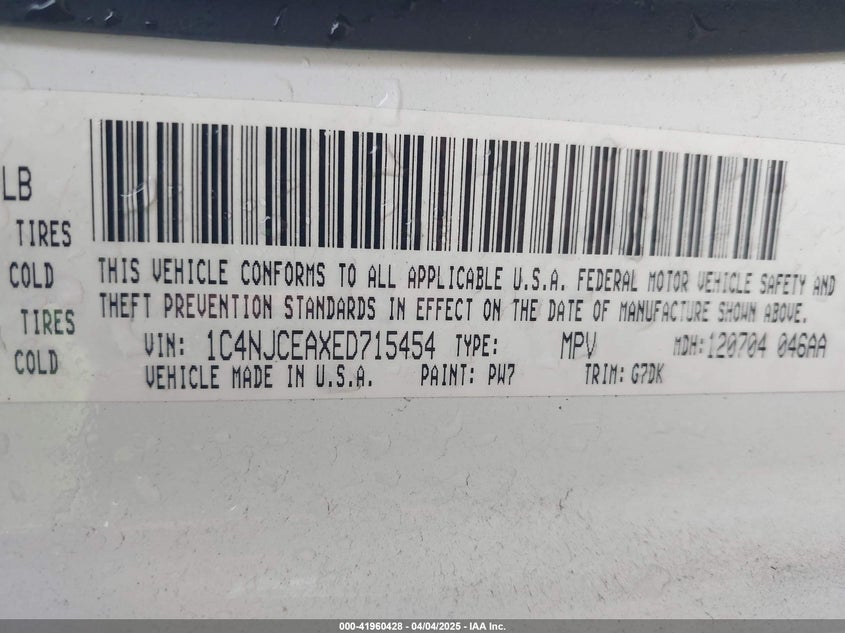 LB
TIRES
COLD
TIRES
COLD
THIS VEHICLE CONFORMS TO ALL APPLICABLE U.S.A. FEDERAL MOTOR VEHICLE SAFETY AND
THEFT PREVENTION STANDARDS IN EFFECT ON THE DATE OF MANUFACTURE SHOWN ABOVE.
VIN: 1C4NJCEAXED715454 TYPE: MPV MDH:120704 046AA
VEHICLE MADE IN U.S.A. PAINT: PW7 TRIM: G7DK
000-41960428 - 04/04/2025 - IAA Inc.